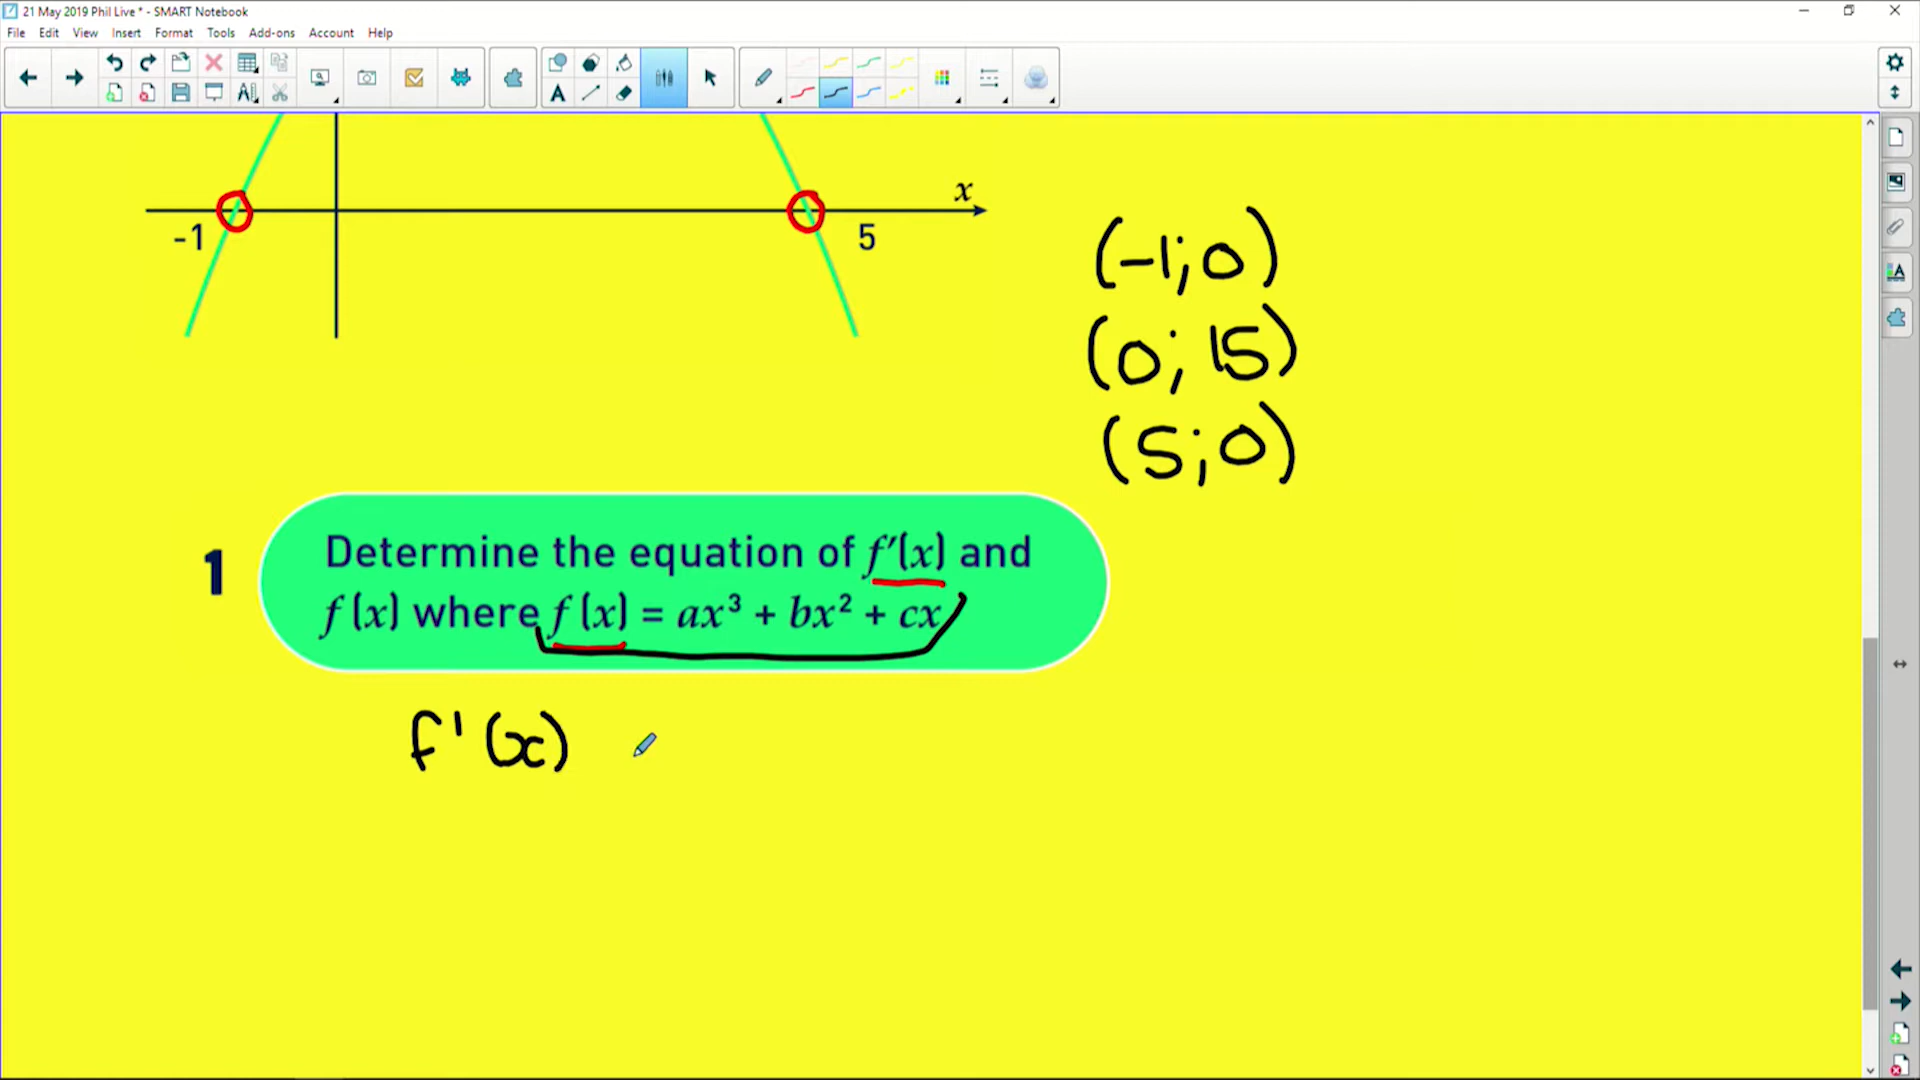 21 May 2019 Phil Live * - SMART Notebook
File Edit View Insert Format Tools Add-ons Account Help
x
-1
5
(-1;0)
(0;15)
(5;0)
1
Determine the equation of f′(x) and
f (x) where f (x) = ax³ + bx² + cx
f'(x)